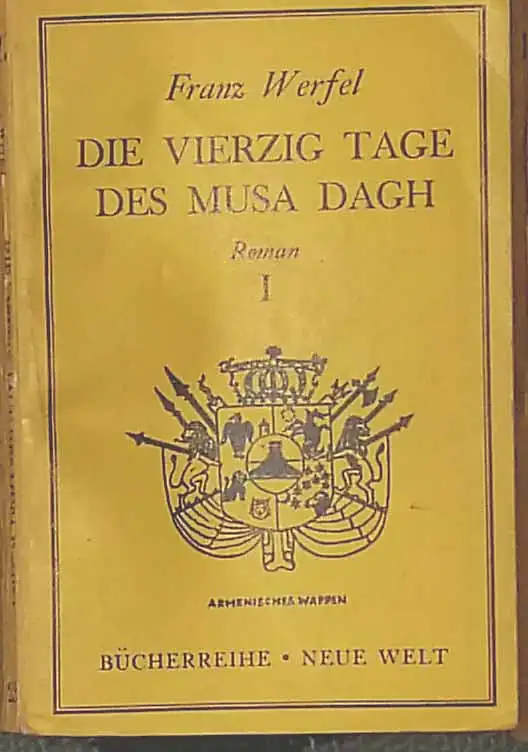 Franz Werfel
DIE VIERZIG TAGE
DES MUSA DAGH
Roman
I
ARMENISCHES WAPPEN
BÜCHERREIHE • NEUE WELT